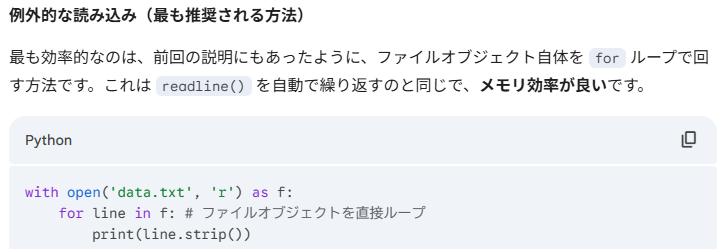 例外的な読み込み（最も推奨される方法）
最も効率的なのは、前回の説明にもあったように、ファイルオブジェクト自体を for ループで回
す方法です。これは readline() を自動で繰り返すのと同じで、メモリ効率が良いです。
Python
with open('data.txt', 'r') as f:
    for line in f: # ファイルオブジェクトを直接ループ
        print(line.strip())